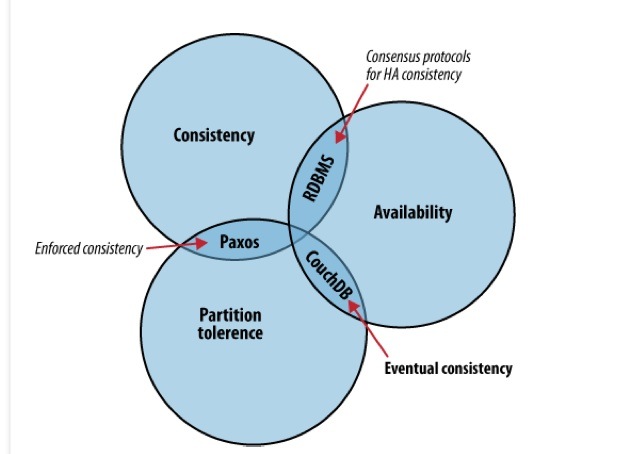 Consensus protocols
for HA consistency
Consistency
RDBMS
Availability
Enforced consistency
Paxos
CouchDB
Partition
tolerence
Eventual consistency